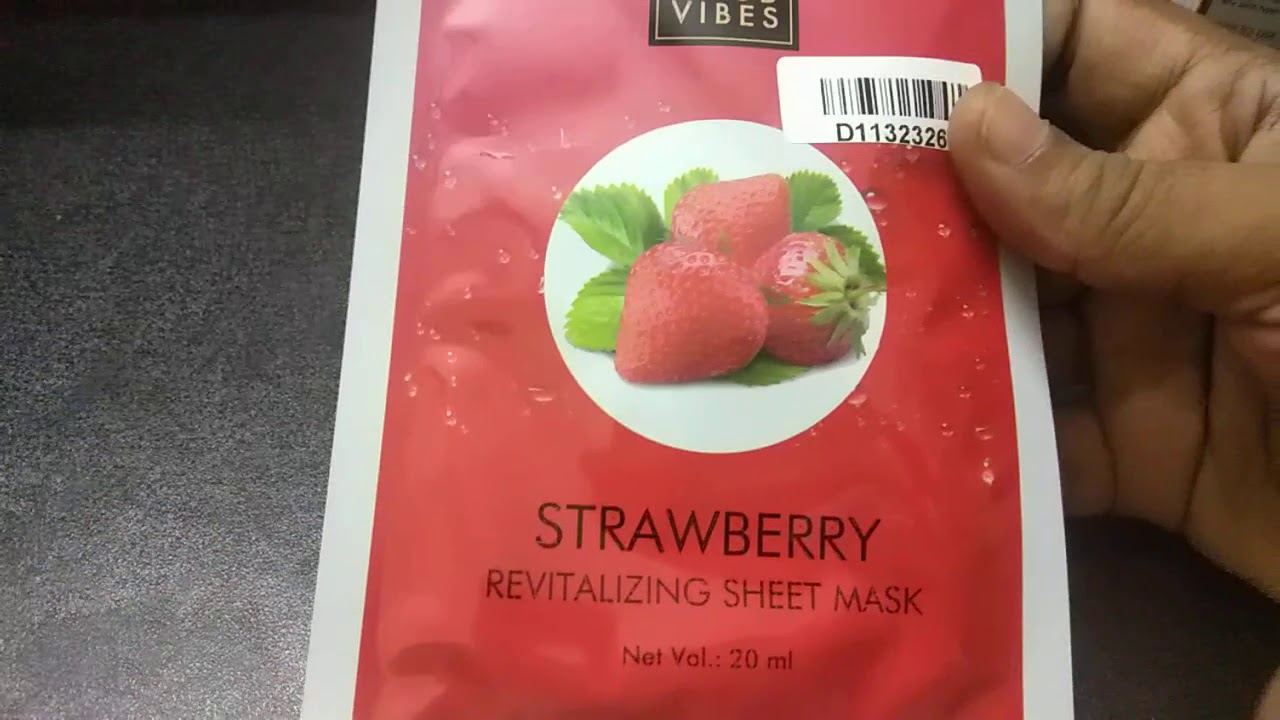 VIBES
D1132326
STRAWBERRY
REVITALIZING SHEET MASK
Net Vol.: 20 ml